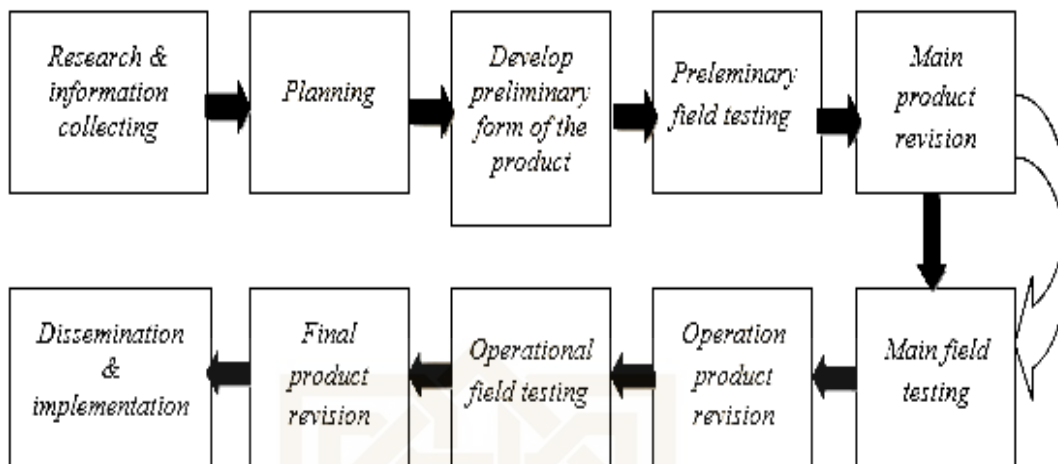 Research &
information
collecting
Planning
Develop
preliminary
form of the
product
Preleminary
field testing
Main
product
revision
Main field
testing
Operation
product
revision
Operational
field testing
Final
product
revision
Dissemination
&
implementation